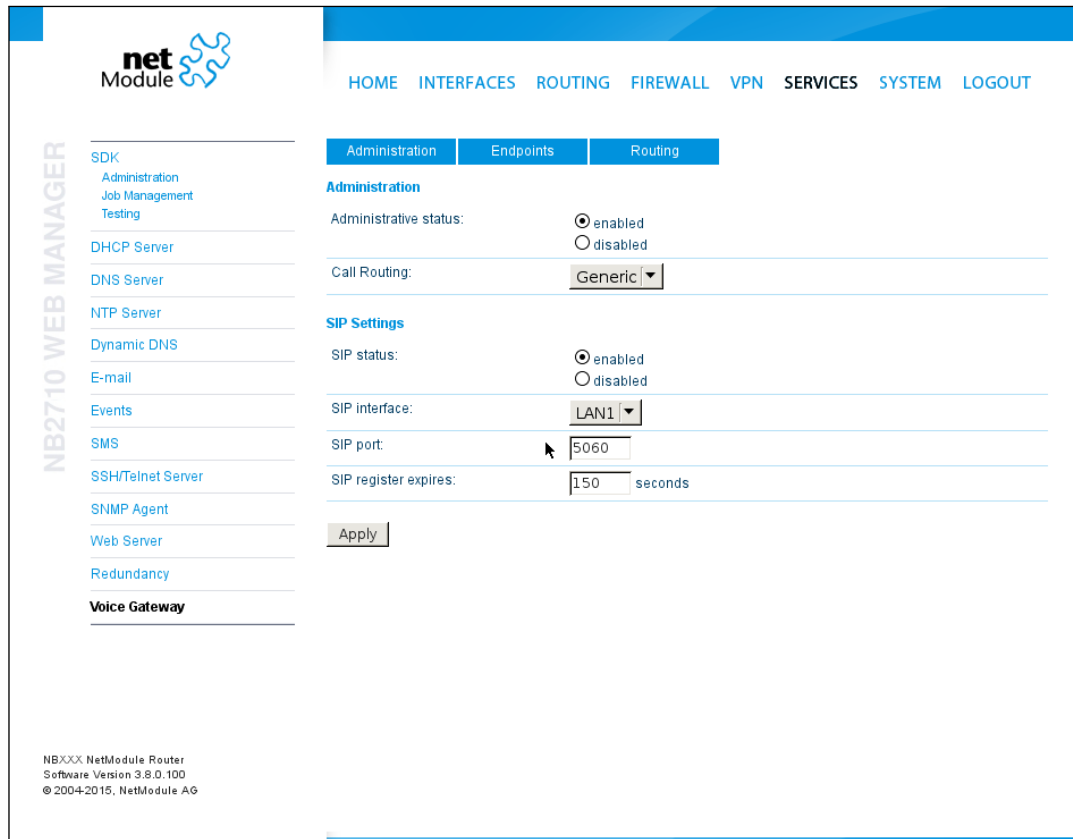 net
Module
HOME INTERFACES ROUTING FIREWALL VPN SERVICES SYSTEM LOGOUT
NB2710 WEB MANAGER
SDK
Administration
Job Management
Testing
DHCP Server
DNS Server
NTP Server
Dynamic DNS
E-mail
Events
SMS
SSH/Telnet Server
SNMP Agent
Web Server
Redundancy
Voice Gateway
Administration Endpoints Routing
Administration
Administrative status: enabled
disabled
Call Routing: Generic
SIP Settings
SIP status: enabled
disabled
SIP interface: LAN1
SIP port: 5060
SIP register expires: 150 seconds
Apply
NBXXX NetModule Router
Software Version 3.8.0.100
© 2004-2015, NetModule AG